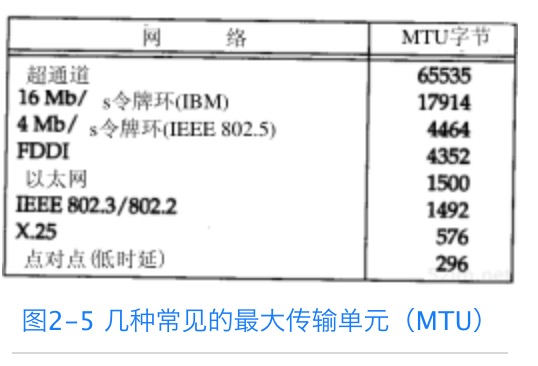 网 络 MTU字节
超通道 65535
16 Mb/s令牌环(IBM) 17914
4 Mb/s令牌环(IEEE 802.5) 4464
FDDI 4352
以太网 1500
IEEE 802.3/802.2 1492
X.25 576
点对点(低时延) 296
图2-5 几种常见的最大传输单元（MTU）